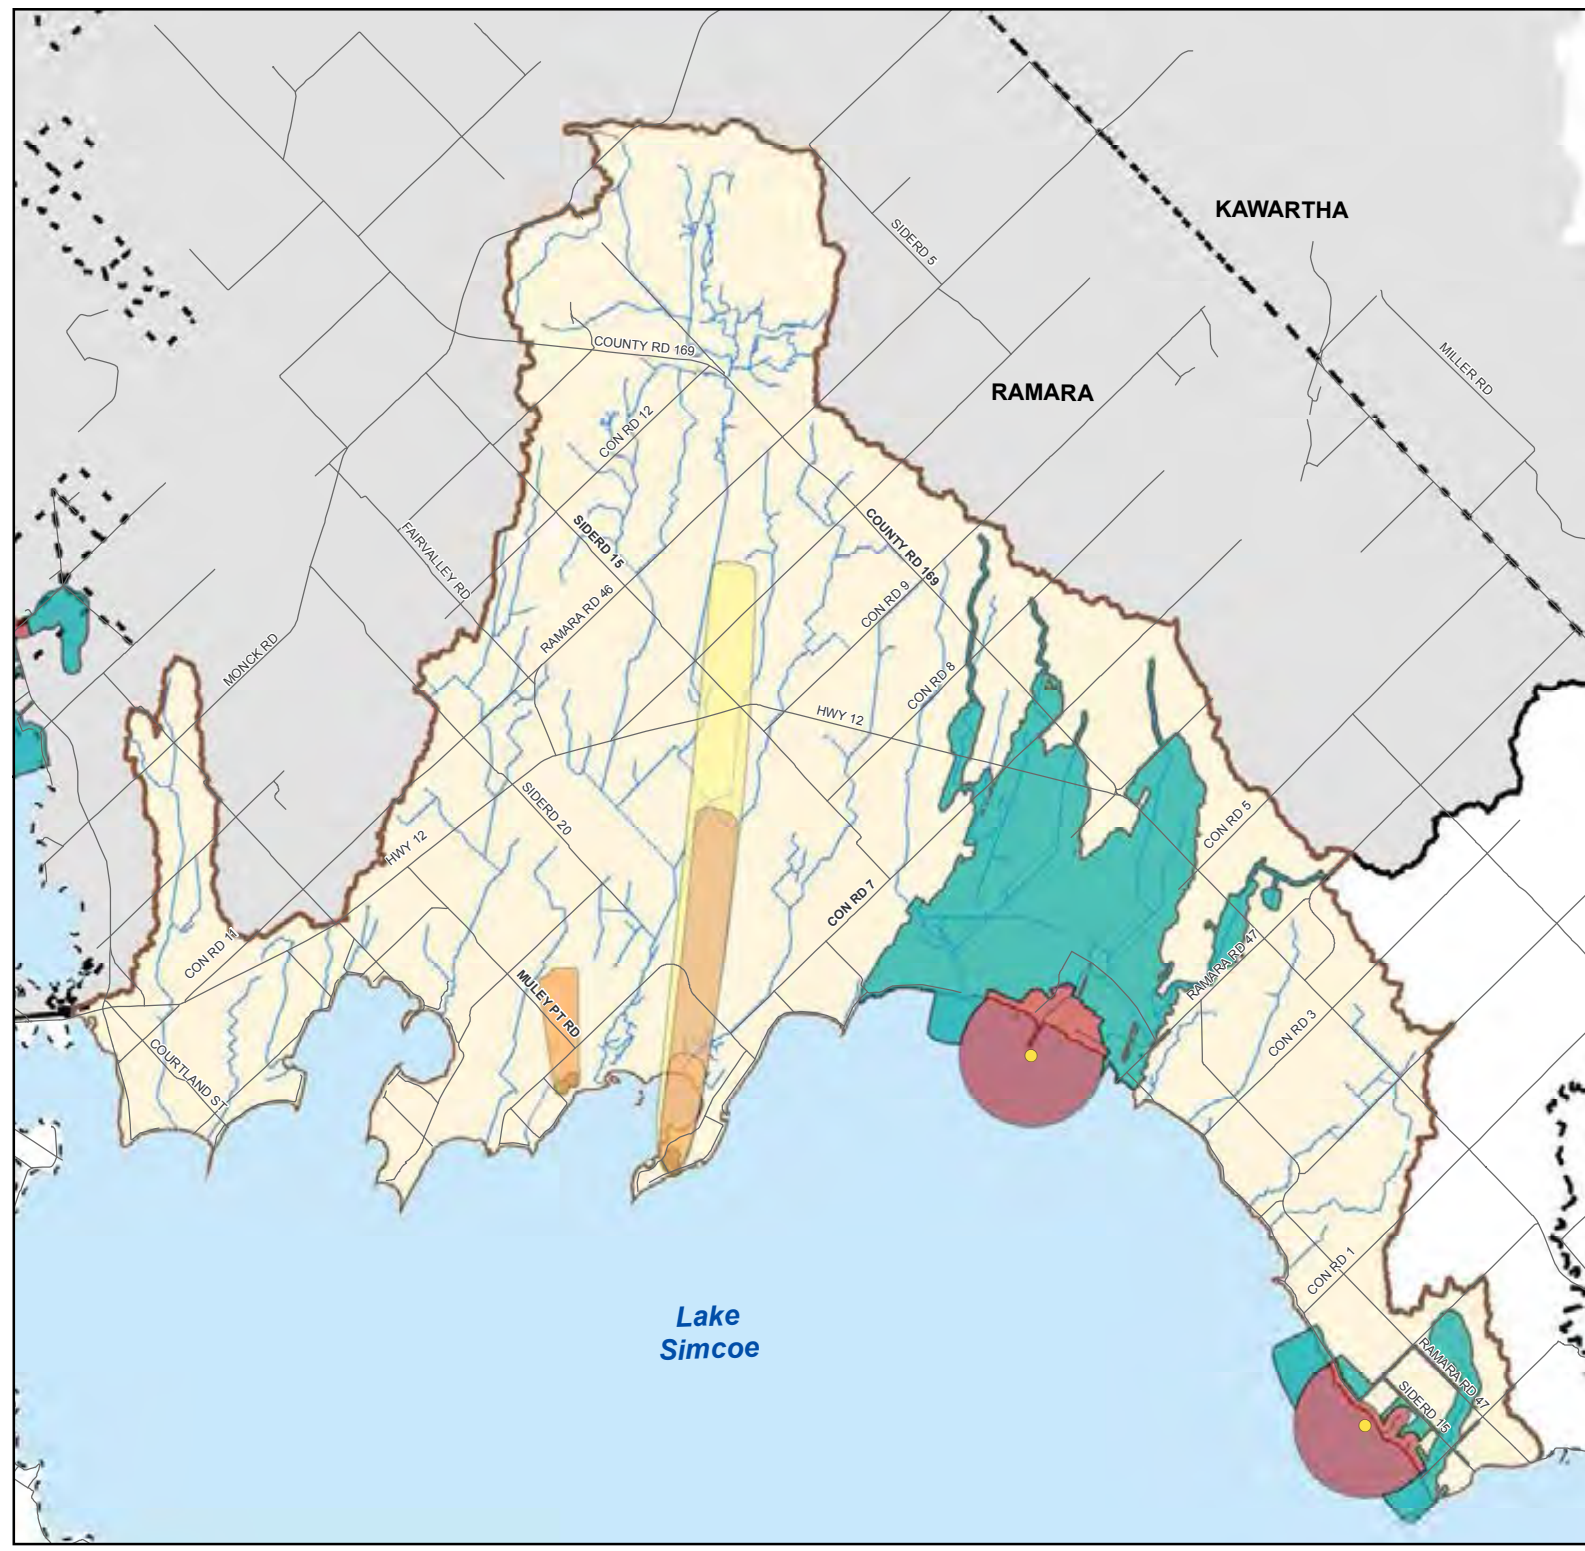 KAWARTHA
SIDERD 5
COUNTY RD 169
MILLER RD
RAMARA
CON RD 12
SIDERD 15
COUNTY RD 169
FAIRVALLEY RD
RAMARA RD 46
CON RD 9
MONCK RD
CON RD 8
HWY 12
SIDERD 20
CON RD 5
HWY 12
CON RD 7
CON RD 11
MULEY PT RD
RAMARA RD 47
CON RD 3
COURTLAND ST
CON RD 1
Lake
Simcoe
RAMARA RD 47
SIDERD 15